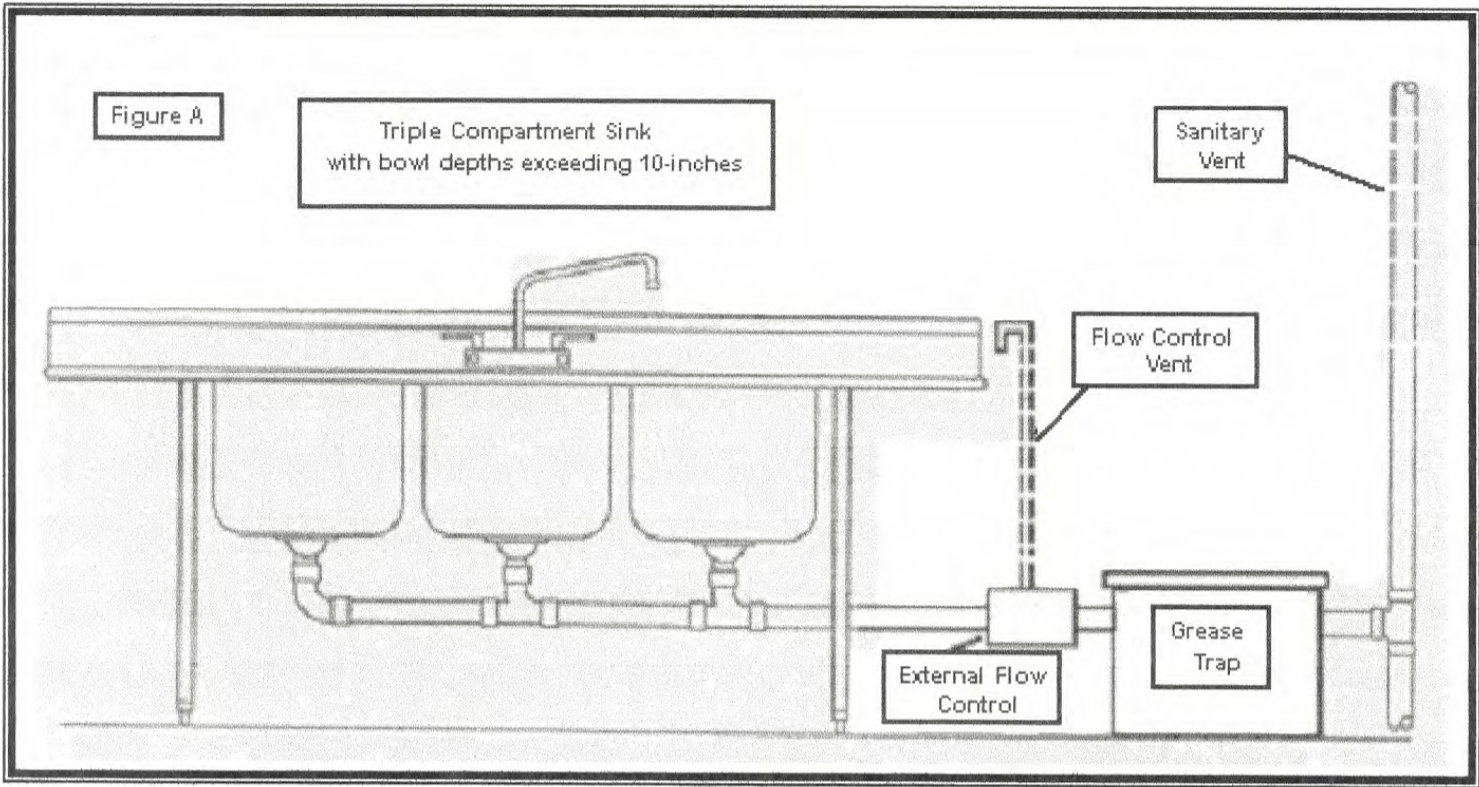 Figure A
Triple Compartment Sink
with bowl depths exceeding 10-inches
Sanitary
Vent
Flow Control
Vent
External Flow
Control
Grease
Trap